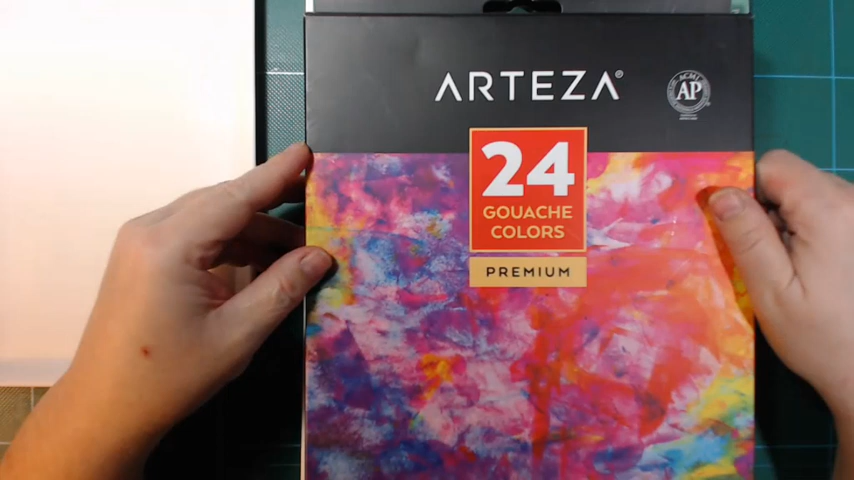 ARTEZA®
AP
24
GOUACHE
COLORS
PREMIUM